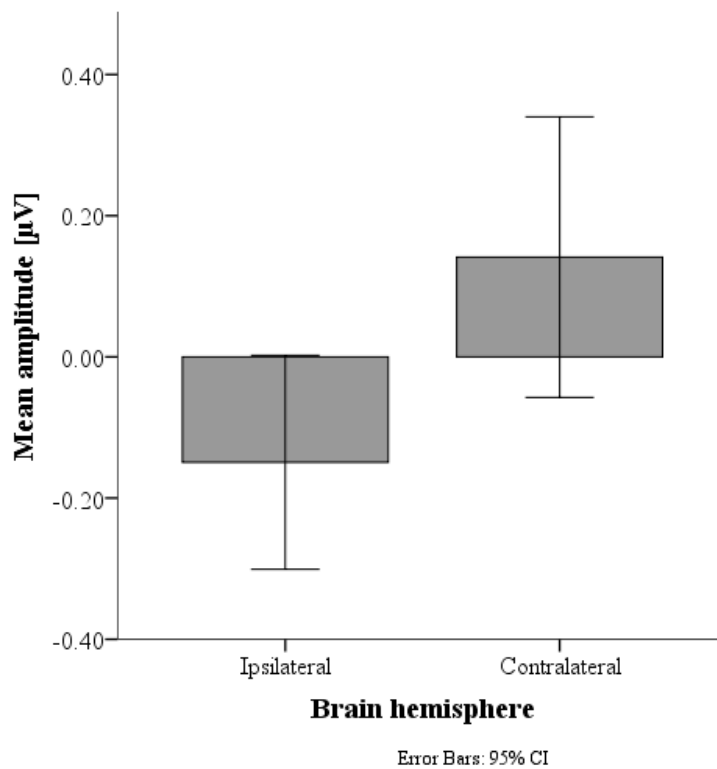 Mean amplitude [µV]
0.40
0.20
0.00
-0.20
-0.40
Ipsilateral
Contralateral
Brain hemisphere
Error Bars: 95% CI